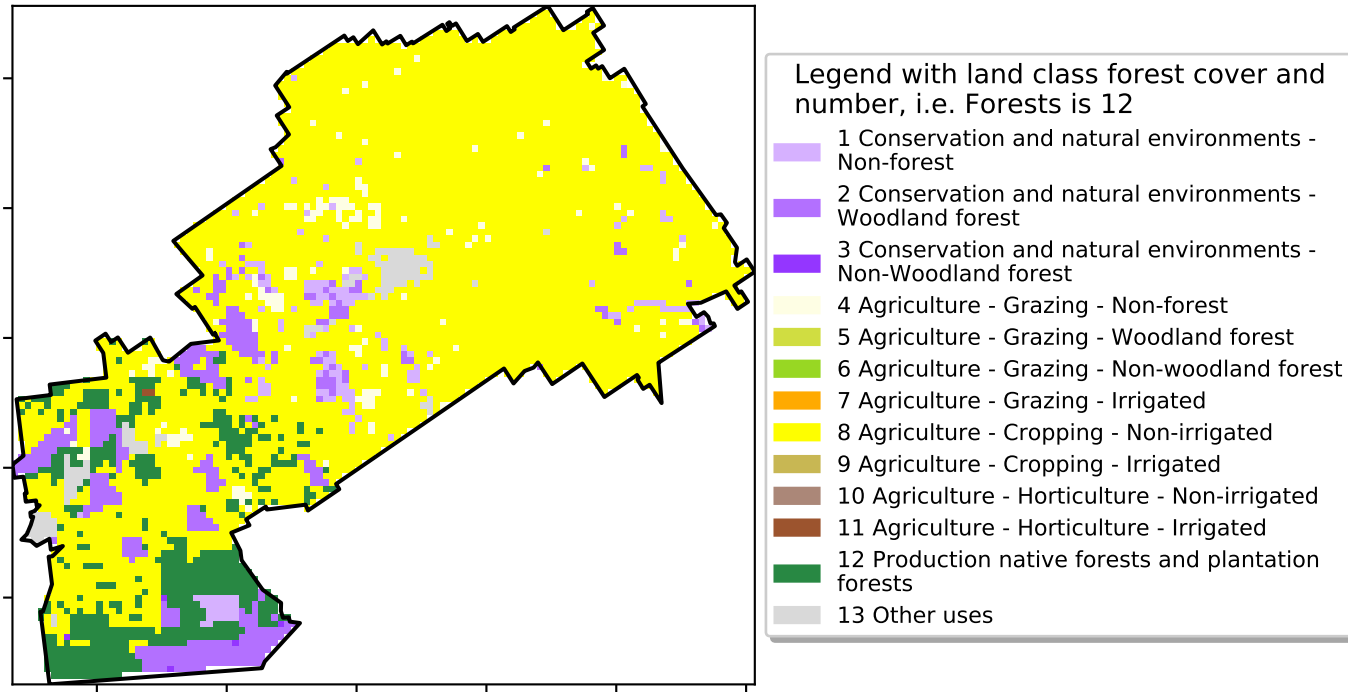 Legend with land class forest cover and
number, i.e. Forests is 12
1 Conservation and natural environments -
Non-forest
2 Conservation and natural environments -
Woodland forest
3 Conservation and natural environments -
Non-Woodland forest
4 Agriculture - Grazing - Non-forest
5 Agriculture - Grazing - Woodland forest
6 Agriculture - Grazing - Non-woodland forest
7 Agriculture - Grazing - Irrigated
8 Agriculture - Cropping - Non-irrigated
9 Agriculture - Cropping - Irrigated
10 Agriculture - Horticulture - Non-irrigated
11 Agriculture - Horticulture - Irrigated
12 Production native forests and plantation
forests
13 Other uses